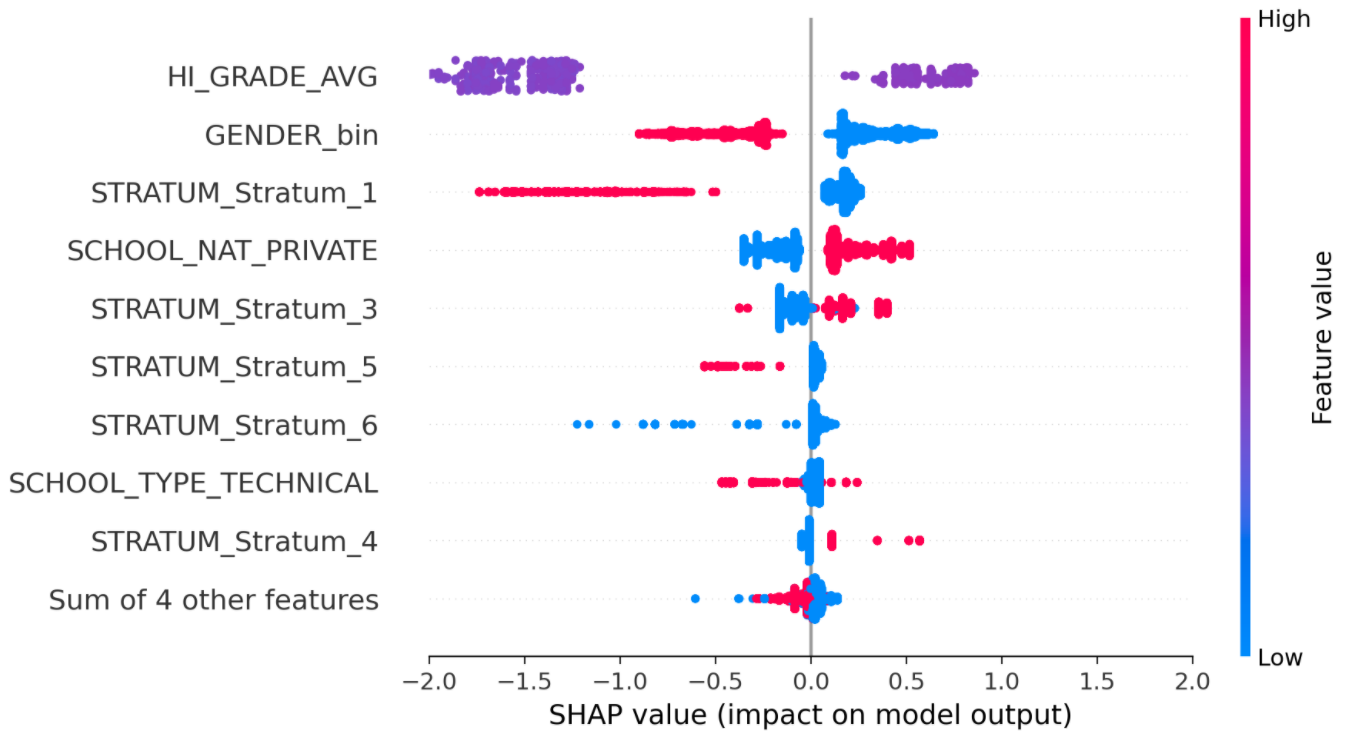 High
HI_GRADE_AVG
GENDER_bin
STRATUM_Stratum_1
SCHOOL_NAT_PRIVATE
STRATUM_Stratum_3
STRATUM_Stratum_5
STRATUM_Stratum_6
SCHOOL_TYPE_TECHNICAL
STRATUM_Stratum_4
Sum of 4 other features
Feature value
Low
−2.0 −1.5 −1.0 −0.5 0.0 0.5 1.0 1.5 2.0
SHAP value (impact on model output)